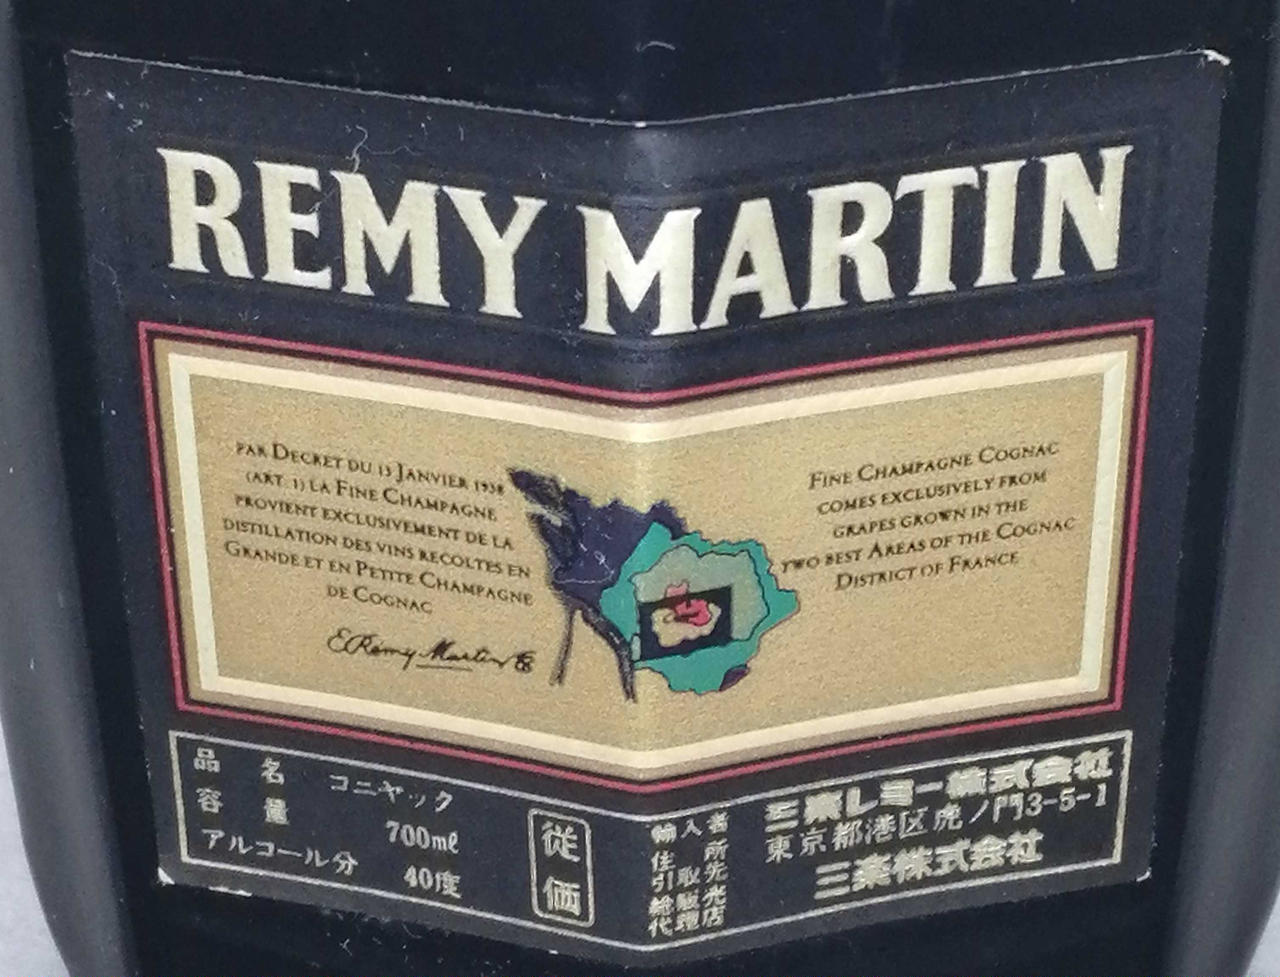 REMY MARTIN
PAR DECRET DU 13 JANVIER 1938
(ART. 1) LA FINE CHAMPAGNE
PROVIENT EXCLUSIVEMENT DE LA
DISTILLATION DES VINS RECOLTES EN
GRANDE ET EN PETITE CHAMPAGNE
DE COGNAC
E. Rémy Martin
FINE CHAMPAGNE COGNAC
COMES EXCLUSIVELY FROM
GRAPES GROWN IN THE
TWO BEST AREAS OF THE COGNAC
DISTRICT OF FRANCE
品名 コニヤック
容量 700ml
アルコール分 40度
従価
輸入者 三楽レミー株式会社
住所 東京都港区虎ノ門3-5-1
引取先
総販売代理店 三楽株式会社